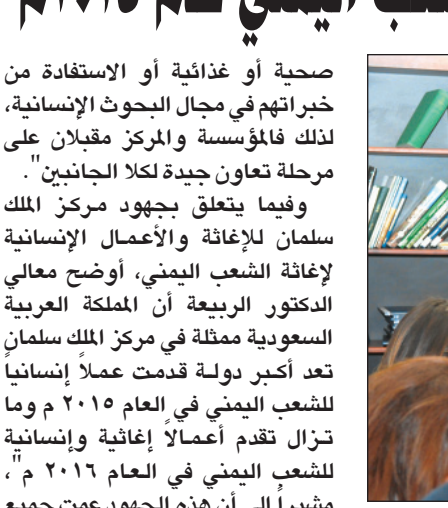 اليمني عام ٢٠١٥م
صحية أو غذائية أو الاستفادة من
خبراتهم في مجال البحوث الإنسانية،
لذلك فالمؤسسة والمركز مقبلان على
مرحلة تعاون جيدة لكلا الجانبين".
وفيما يتعلق بجهود مركز الملك
سلمان للإغاثة والأعمال الإنسانية
لإغاثة الشعب اليمني، أوضح معالي
الدكتور الربيعة أن المملكة العربية
السعودية ممثلة في مركز الملك سلمان
تعد أكبر دولة قدمت عملاً إنسانياً
للشعب اليمني في العام ٢٠١٥ م وما
تزال تقدم أعمالاً إغاثية وإنسانية
للشعب اليمني في العام ٢٠١٦ م"،
مشيراً إلى أن هذه الجهود عمت جميع